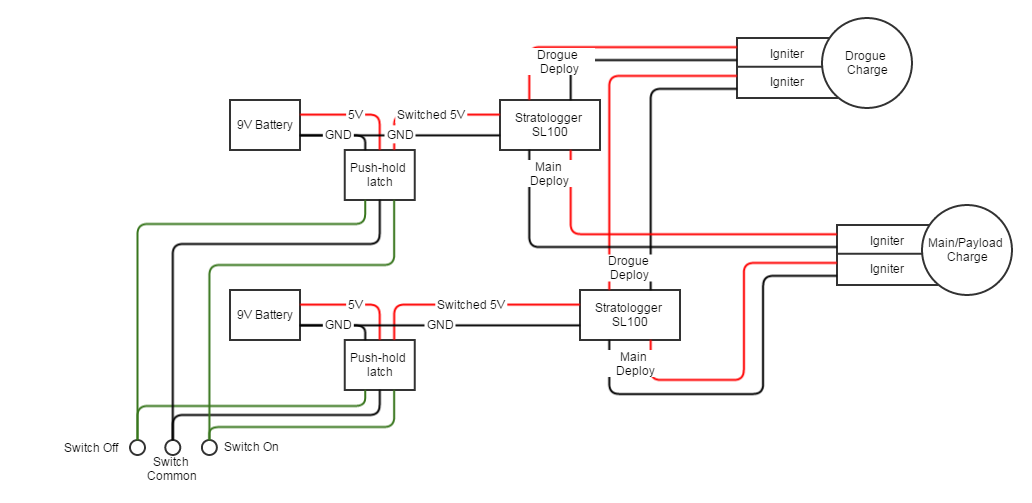 Drogue
Deploy
Igniter
Igniter
Drogue
Charge
9V Battery
5V
GND
Switched 5V
GND
Stratologger
SL100
Push-hold
latch
Main
Deploy
Igniter
Igniter
Main/Payload
Charge
Drogue
Deploy
9V Battery
5V
GND
Switched 5V
GND
Stratologger
SL100
Push-hold
latch
Main
Deploy
Switch Off
Switch
Common
Switch On